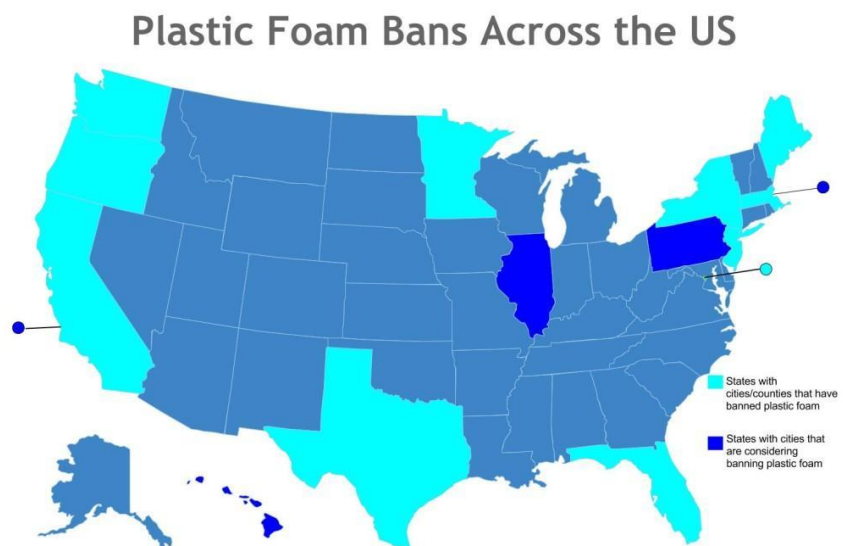 Plastic Foam Bans Across the US
States with
cities/counties that have
banned plastic foam
States with cities that
are considering
banning plastic foam